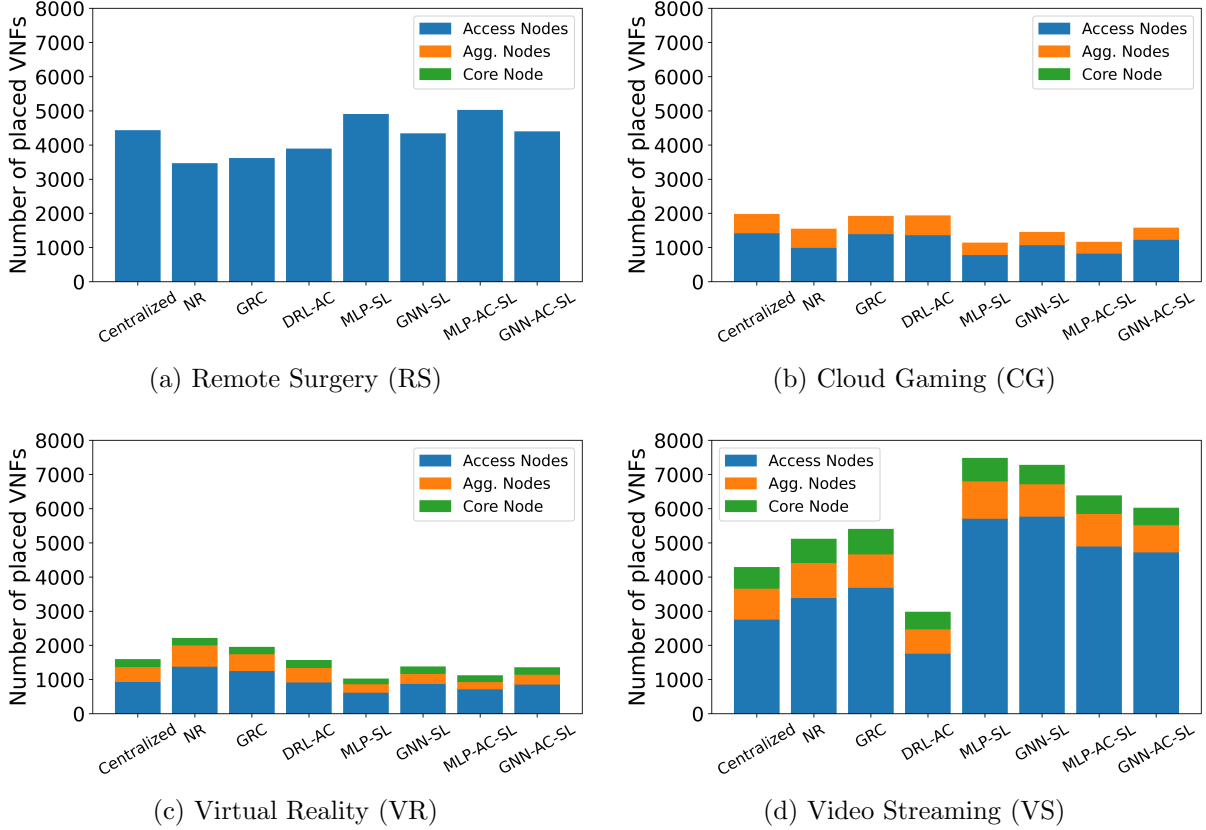 Number of placed VNFs
8000
7000
6000
5000
4000
3000
2000
1000
0
Access Nodes
Agg. Nodes
Core Node
Centralized
NR
GRC
DRL-AC
MLP-SL
GNN-SL
MLP-AC-SL
GNN-AC-SL
(a) Remote Surgery (RS)
Number of placed VNFs
8000
7000
6000
5000
4000
3000
2000
1000
0
Access Nodes
Agg. Nodes
Core Node
Centralized
NR
GRC
DRL-AC
MLP-SL
GNN-SL
MLP-AC-SL
GNN-AC-SL
(b) Cloud Gaming (CG)
Number of placed VNFs
8000
7000
6000
5000
4000
3000
2000
1000
0
Access Nodes
Agg. Nodes
Core Node
Centralized
NR
GRC
DRL-AC
MLP-SL
GNN-SL
MLP-AC-SL
GNN-AC-SL
(c) Virtual Reality (VR)
Number of placed VNFs
8000
7000
6000
5000
4000
3000
2000
1000
0
Access Nodes
Agg. Nodes
Core Node
Centralized
NR
GRC
DRL-AC
MLP-SL
GNN-SL
MLP-AC-SL
GNN-AC-SL
(d) Video Streaming (VS)